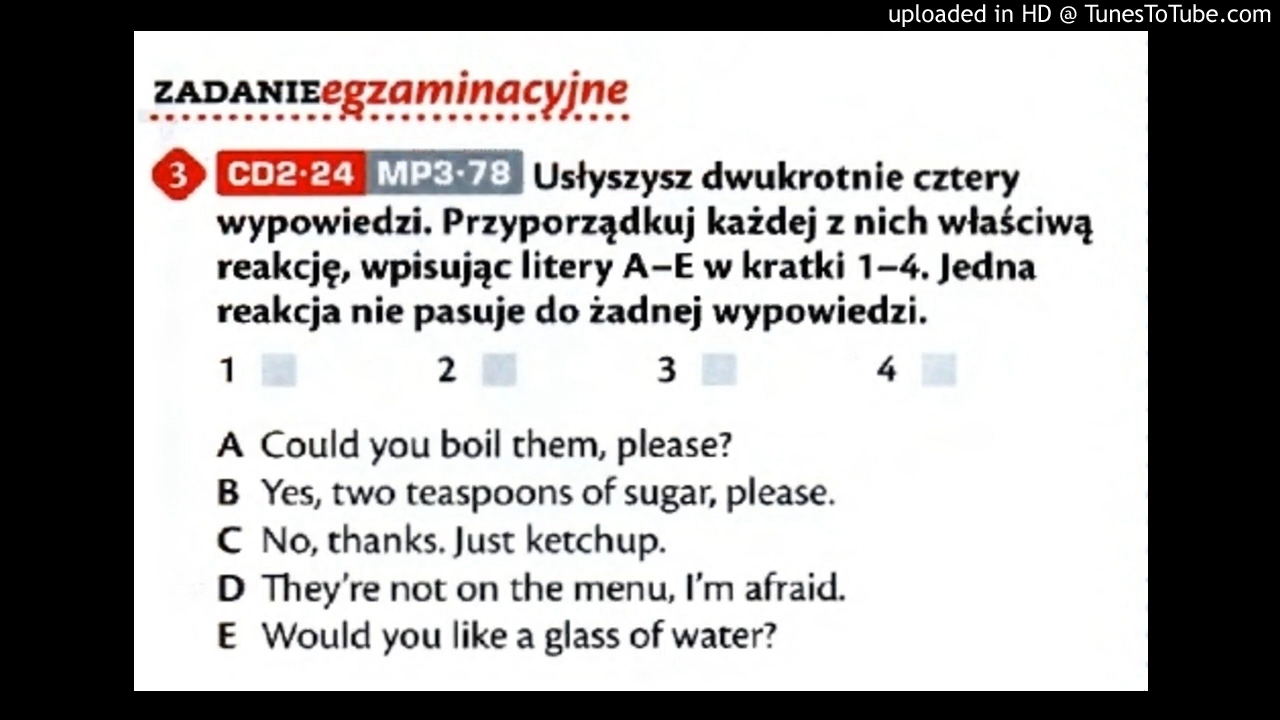 uploaded in HD @ TunesToTube.com
ZADANIEegzaminacyjne
3 CD2·24 MP3·78 Usłyszysz dwukrotnie cztery
wypowiedzi. Przyporządkuj każdej z nich właściwą
reakcję, wpisując litery A–E w kratki 1–4. Jedna
reakcja nie pasuje do żadnej wypowiedzi.
1 2 3 4
A Could you boil them, please?
B Yes, two teaspoons of sugar, please.
C No, thanks. Just ketchup.
D They're not on the menu, I'm afraid.
E Would you like a glass of water?